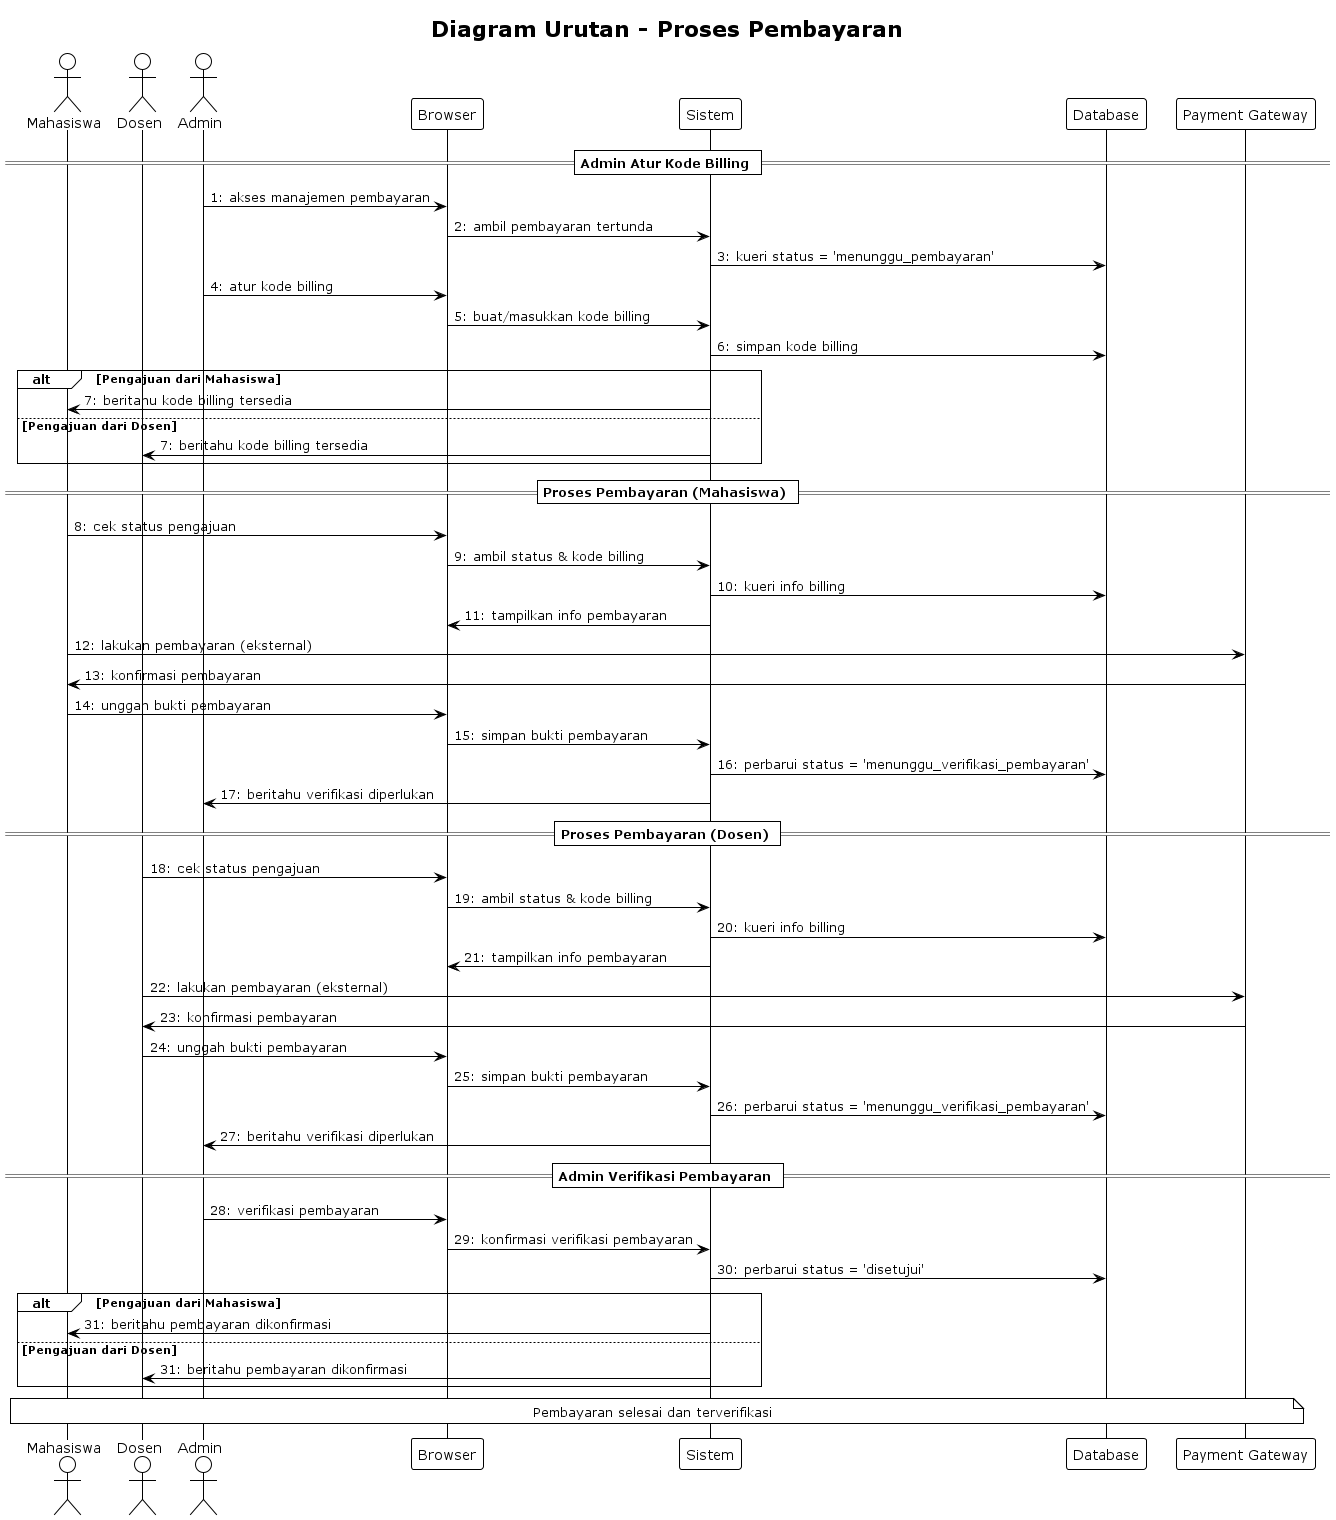 Diagram Urutan - Proses Pembayaran
Mahasiswa
Dosen
Admin
Browser
Sistem
Database
Payment Gateway
Admin Atur Kode Billing
1: akses manajemen pembayaran
2: ambil pembayaran tertunda
3: kueri status = 'menunggu_pembayaran'
4: atur kode billing
5: buat/masukkan kode billing
6: simpan kode billing
alt [Pengajuan dari Mahasiswa]
7: beritahu kode billing tersedia
[Pengajuan dari Dosen]
7: beritahu kode billing tersedia
Proses Pembayaran (Mahasiswa)
8: cek status pengajuan
9: ambil status & kode billing
10: kueri info billing
11: tampilkan info pembayaran
12: lakukan pembayaran (eksternal)
13: konfirmasi pembayaran
14: unggah bukti pembayaran
15: simpan bukti pembayaran
16: perbarui status = 'menunggu_verifikasi_pembayaran'
17: beritahu verifikasi diperlukan
Proses Pembayaran (Dosen)
18: cek status pengajuan
19: ambil status & kode billing
20: kueri info billing
21: tampilkan info pembayaran
22: lakukan pembayaran (eksternal)
23: konfirmasi pembayaran
24: unggah bukti pembayaran
25: simpan bukti pembayaran
26: perbarui status = 'menunggu_verifikasi_pembayaran'
27: beritahu verifikasi diperlukan
Admin Verifikasi Pembayaran
28: verifikasi pembayaran
29: konfirmasi verifikasi pembayaran
30: perbarui status = 'disetujui'
alt [Pengajuan dari Mahasiswa]
31: beritahu pembayaran dikonfirmasi
[Pengajuan dari Dosen]
31: beritahu pembayaran dikonfirmasi
Pembayaran selesai dan terverifikasi
Mahasiswa
Dosen
Admin
Browser
Sistem
Database
Payment Gateway